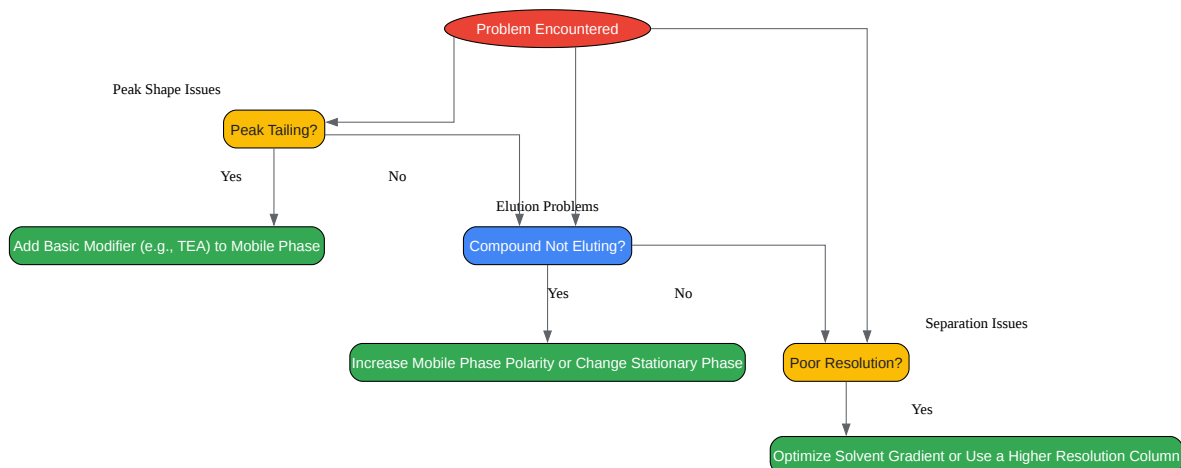 Problem Encountered
Peak Shape Issues
Peak Tailing?
Yes
No
Elution Problems
Add Basic Modifier (e.g., TEA) to Mobile Phase
Compound Not Eluting?
Yes
No
Separation Issues
Increase Mobile Phase Polarity or Change Stationary Phase
Poor Resolution?
Yes
Optimize Solvent Gradient or Use a Higher Resolution Column